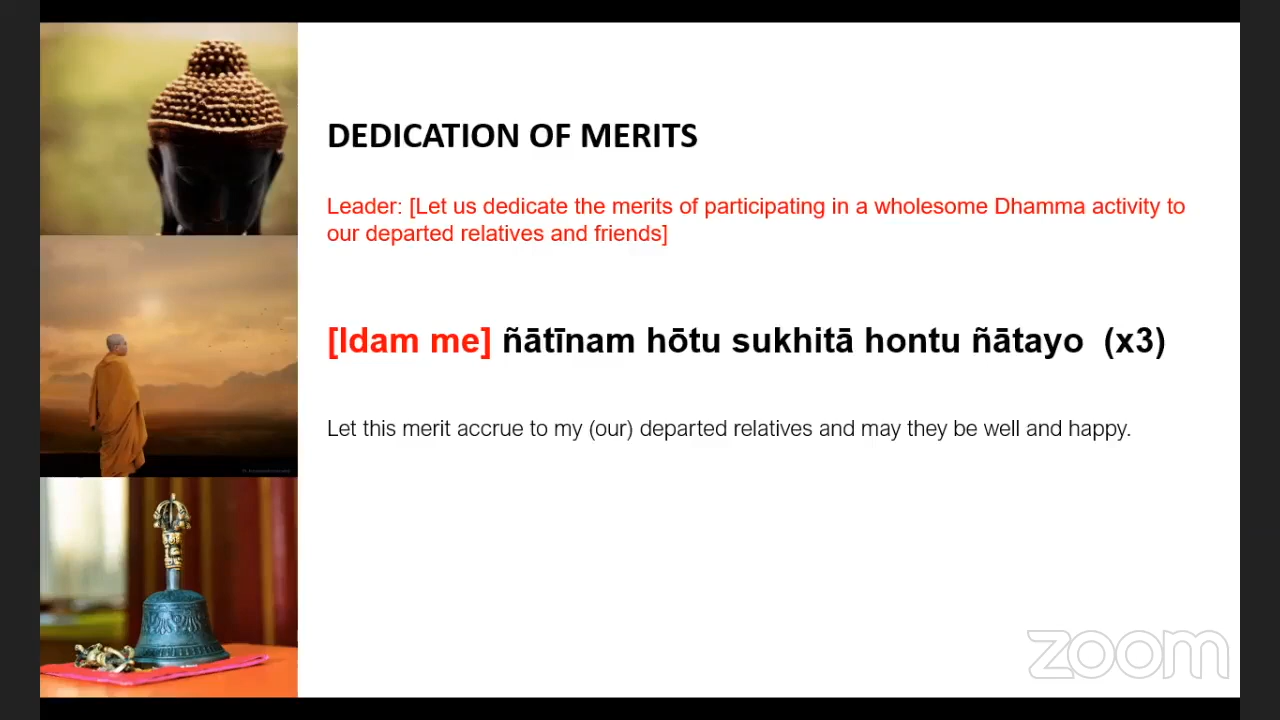 DEDICATION OF MERITS
Leader: [Let us dedicate the merits of participating in a wholesome Dhamma activity to
our departed relatives and friends]
[Idam me] ñātīnam hōtu sukhitā hontu ñātayo (x3)
Let this merit accrue to my (our) departed relatives and may they be well and happy.
zoom